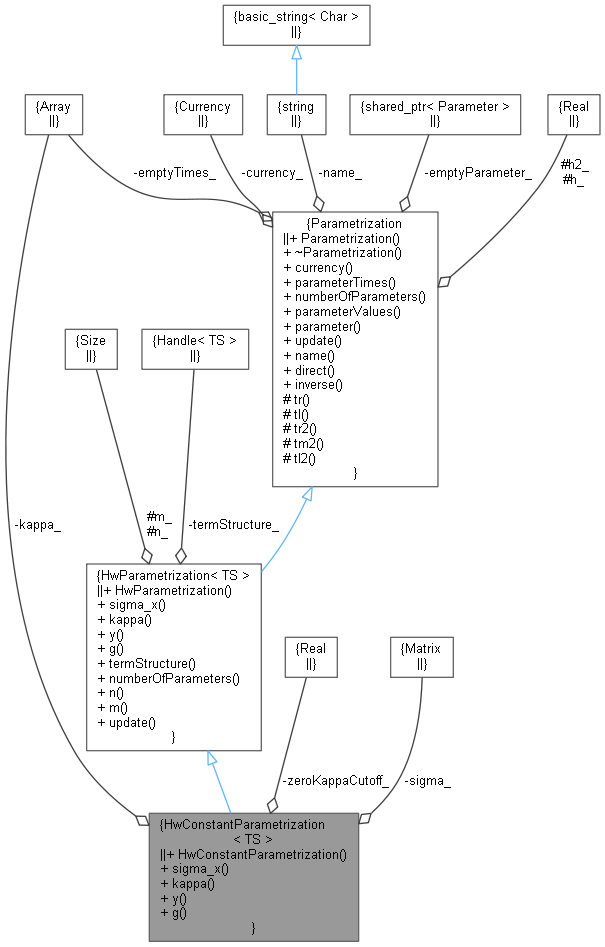 {basic_string< Char >
||}
{Array
||}
{Currency
||}
{string
||}
{shared_ptr< Parameter >
||}
{Real
||}
-emptyTimes_
-currency_
-name_
-emptyParameter_
#h2_
#h_
{Parametrization
||+ Parametrization()
+ ~Parametrization()
+ currency()
+ parameterTimes()
+ numberOfParameters()
+ parameterValues()
+ parameter()
+ update()
+ name()
+ direct()
+ inverse()
# tr()
# tl()
# tr2()
# tm2()
# tl2()
}
{Size
||}
{Handle< TS >
||}
-kappa_
#m_
#n_
-termStructure_
{HwParametrization< TS >
||+ HwParametrization()
+ sigma_x()
+ kappa()
+ y()
+ g()
+ termStructure()
+ numberOfParameters()
+ n()
+ m()
+ update()
}
{Real
||}
{Matrix
||}
-zeroKappaCutoff_
-sigma_
{HwConstantParametrization
< TS >
||+ HwConstantParametrization()
+ sigma_x()
+ kappa()
+ y()
+ g()
}